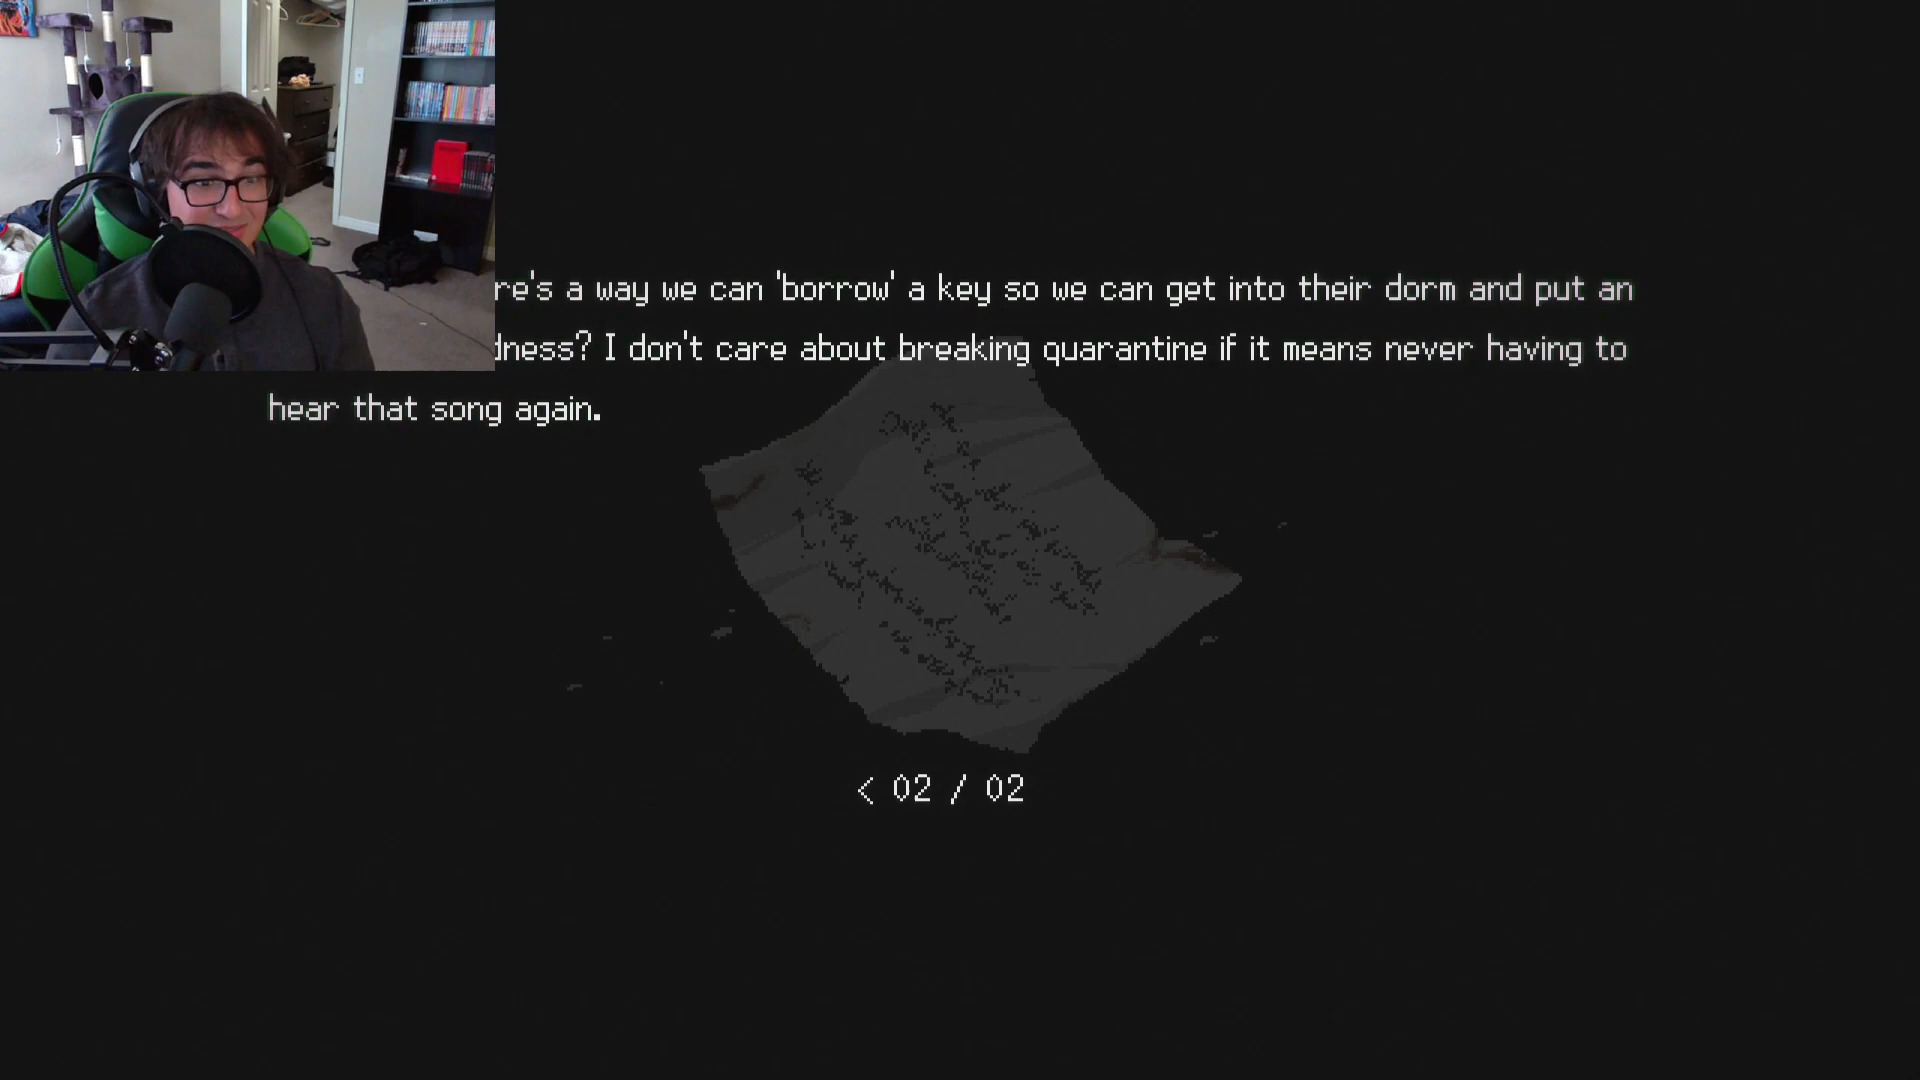 re's a way we can 'borrow' a key so we can get into their dorm and put an
dness? I don't care about breaking quarantine if it means never having to
hear that song again.
< 02 / 02